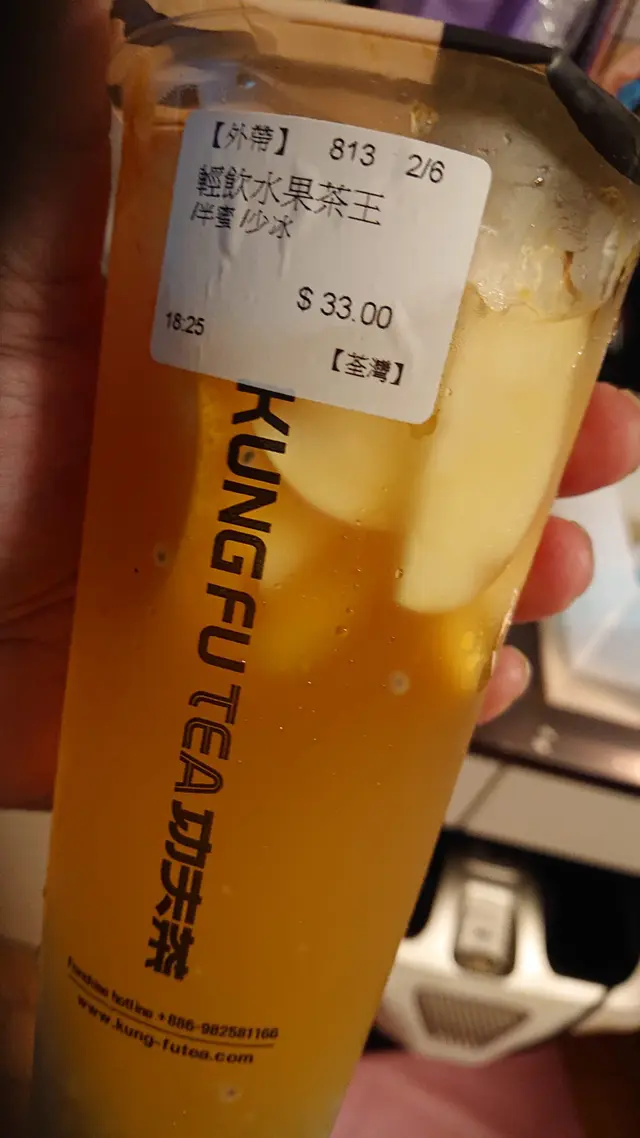 【外帶】 813 2/6
輕飲水果茶王
/半蜜 /少冰
$ 33.00
18:25
【荃灣】
KUNG FU TEA 功夫茶
Franchise hotline +886-982581166
www.kung-futea.com